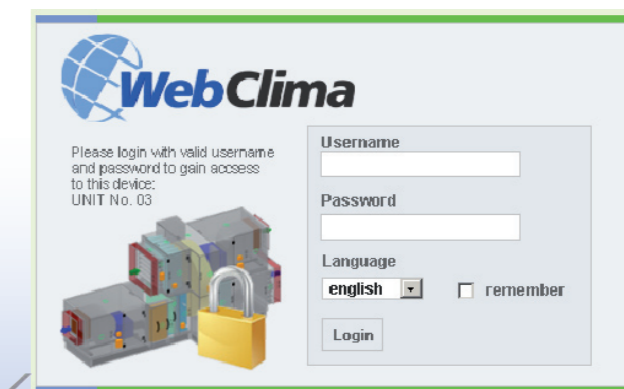 WebClima
Please login with valid username
and password to gain access
to this device:
UNIT No. 03
Username
Password
Language
english
remember
Login